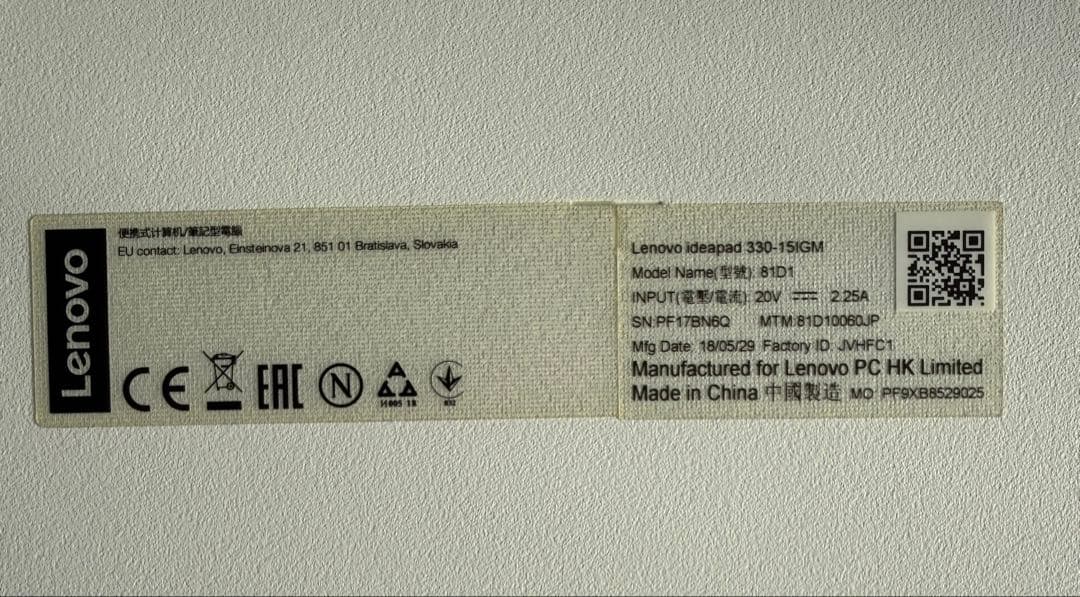 Lenovo
便携式计算机/筆記型電腦
EU contact: Lenovo, Einsteinova 21, 851 01 Bratislava, Slovakia
CE EAC N
Lenovo ideapad 330-15IGM
Model Name(型號): 81D1
INPUT(電壓/電流): 20V ⎓ 2.25A
SN:PF17BN6Q MTM:81D10060JP
Mfg Date: 18/05/29 Factory ID: JVHFC1
Manufactured for Lenovo PC HK Limited
Made in China 中國製造 MO PF9XB8529025